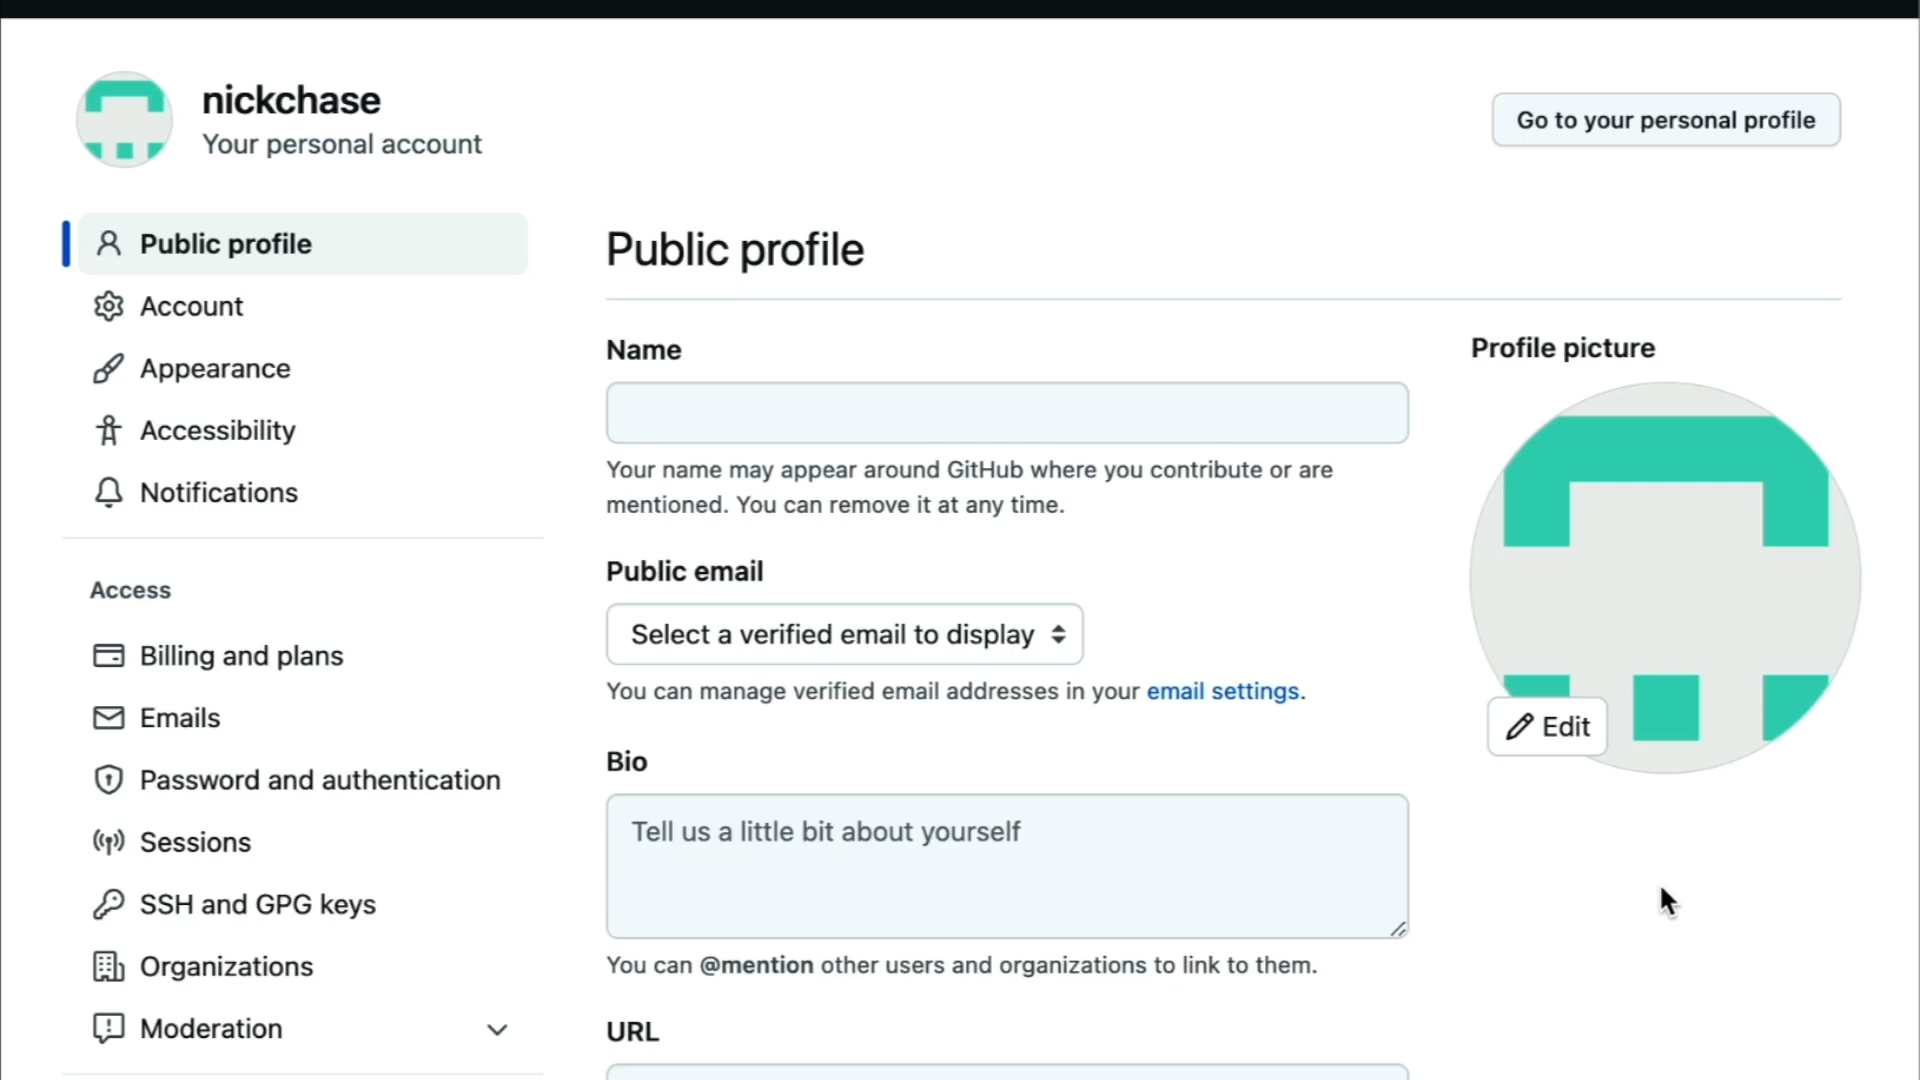 nickchase
Your personal account
Go to your personal profile
Public profile
Account
Appearance
Accessibility
Notifications
Access
Billing and plans
Emails
Password and authentication
Sessions
SSH and GPG keys
Organizations
Moderation
Public profile
Name
Your name may appear around GitHub where you contribute or are
mentioned. You can remove it at any time.
Public email
Select a verified email to display
You can manage verified email addresses in your email settings.
Bio
Tell us a little bit about yourself
You can @mention other users and organizations to link to them.
URL
Profile picture
Edit